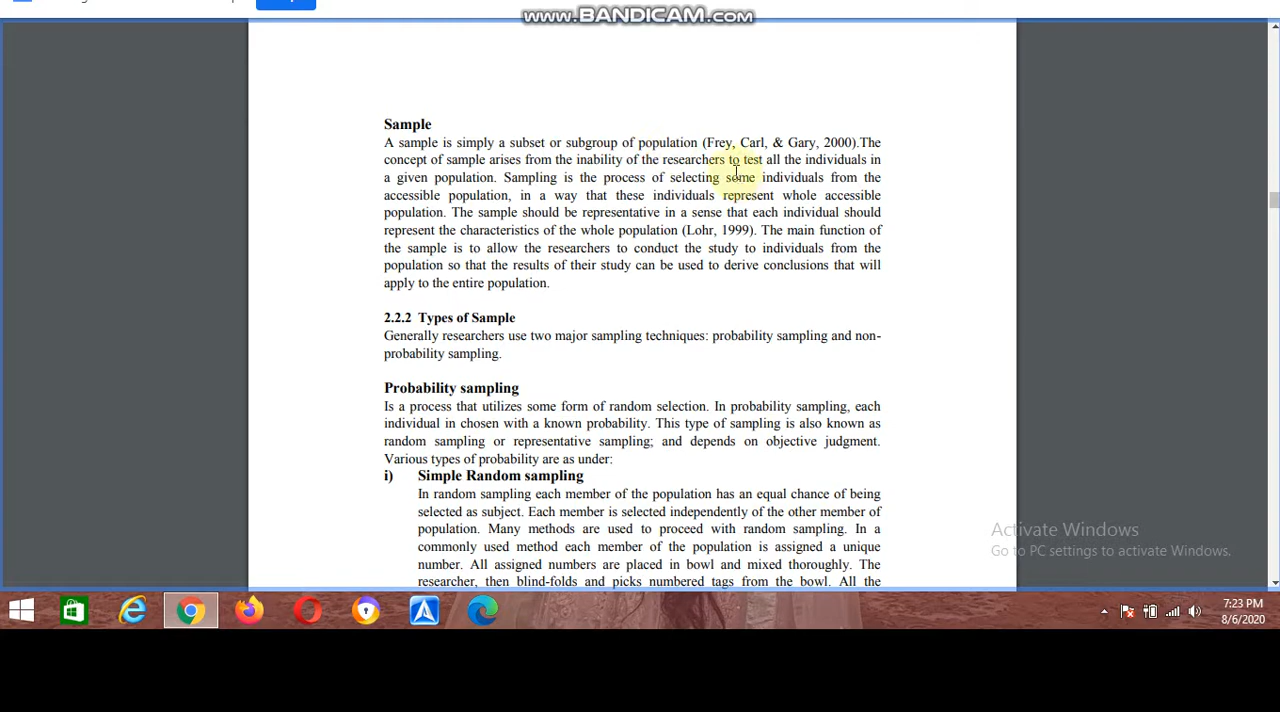 www.BANDICAM.com
Sample
A sample is simply a subset or subgroup of population (Frey, Carl, & Gary, 2000).The
concept of sample arises from the inability of the researchers to test all the individuals in
a given population. Sampling is the process of selecting some individuals from the
accessible population, in a way that these individuals represent whole accessible
population. The sample should be representative in a sense that each individual should
represent the characteristics of the whole population (Lohr, 1999). The main function of
the sample is to allow the researchers to conduct the study to individuals from the
population so that the results of their study can be used to derive conclusions that will
apply to the entire population.
2.2.2 Types of Sample
Generally researchers use two major sampling techniques: probability sampling and non-
probability sampling.
Probability sampling
Is a process that utilizes some form of random selection. In probability sampling, each
individual in chosen with a known probability. This type of sampling is also known as
random sampling or representative sampling; and depends on objective judgment.
Various types of probability are as under:
i) Simple Random sampling
In random sampling each member of the population has an equal chance of being
selected as subject. Each member is selected independently of the other member of
population. Many methods are used to proceed with random sampling. In a
commonly used method each member of the population is assigned a unique
number. All assigned numbers are placed in bowl and mixed thoroughly. The
researcher, then blind-folds and picks numbered tags from the bowl. All the
Activate Windows
Go to PC settings to activate Windows.
7:23 PM
8/6/2020